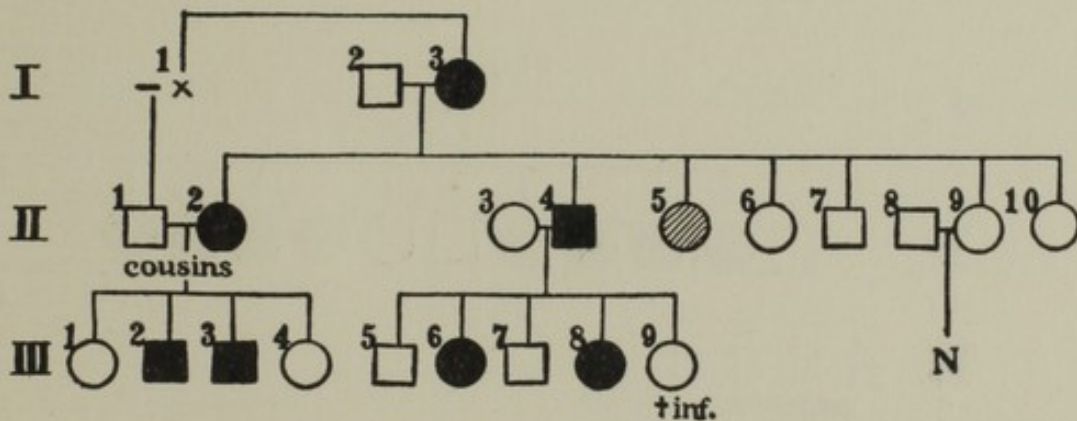 I 1 – × 2 3
II 1 2 3 4 5 6 7 8 9 10
cousins
III 1 2 3 4 5 6 7 8 9 N
† inf.